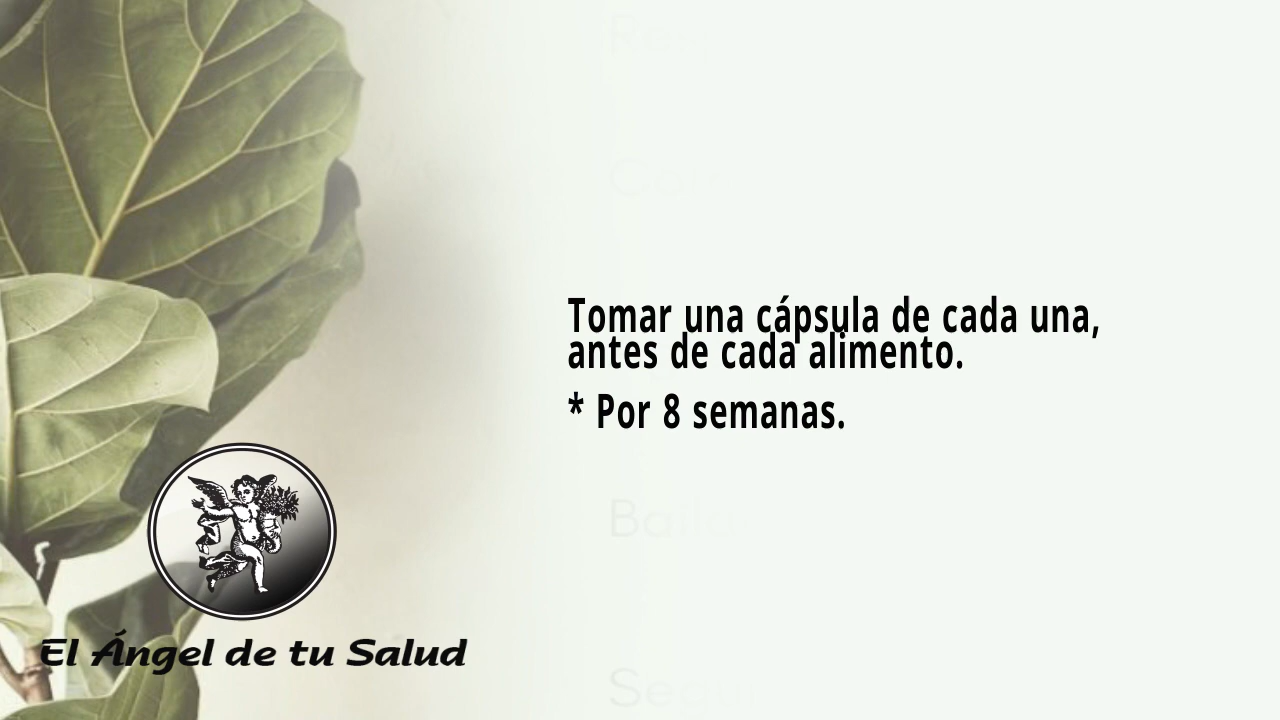 Tomar una cápsula de cada una,
antes de cada alimento.
* Por 8 semanas.
El Ángel de tu Salud